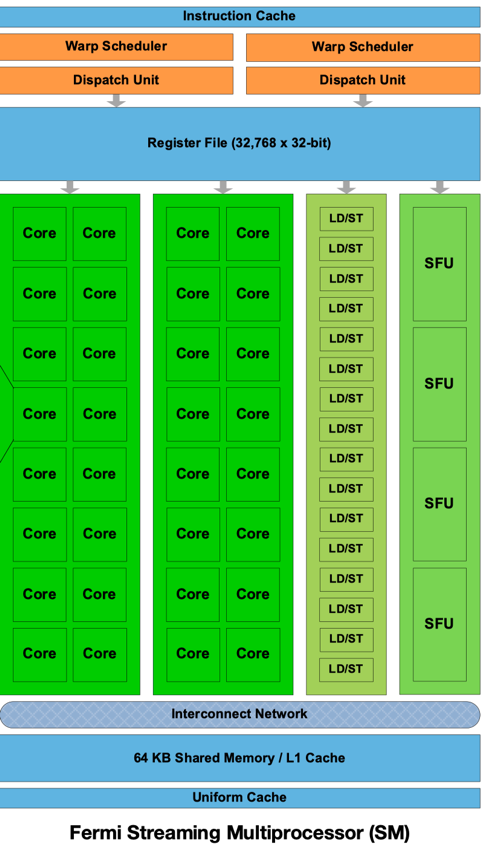 Instruction Cache
Warp Scheduler Warp Scheduler
Dispatch Unit Dispatch Unit
Register File (32,768 x 32-bit)
Core Core Core Core LD/ST
LD/ST
SFU
Core Core Core Core LD/ST
LD/ST
Core Core Core Core LD/ST
LD/ST
SFU
Core Core Core Core LD/ST
LD/ST
Core Core Core Core LD/ST
LD/ST
SFU
Core Core Core Core LD/ST
LD/ST
Core Core Core Core LD/ST
LD/ST
SFU
Core Core Core Core LD/ST
LD/ST
Interconnect Network
64 KB Shared Memory / L1 Cache
Uniform Cache
Fermi Streaming Multiprocessor (SM)